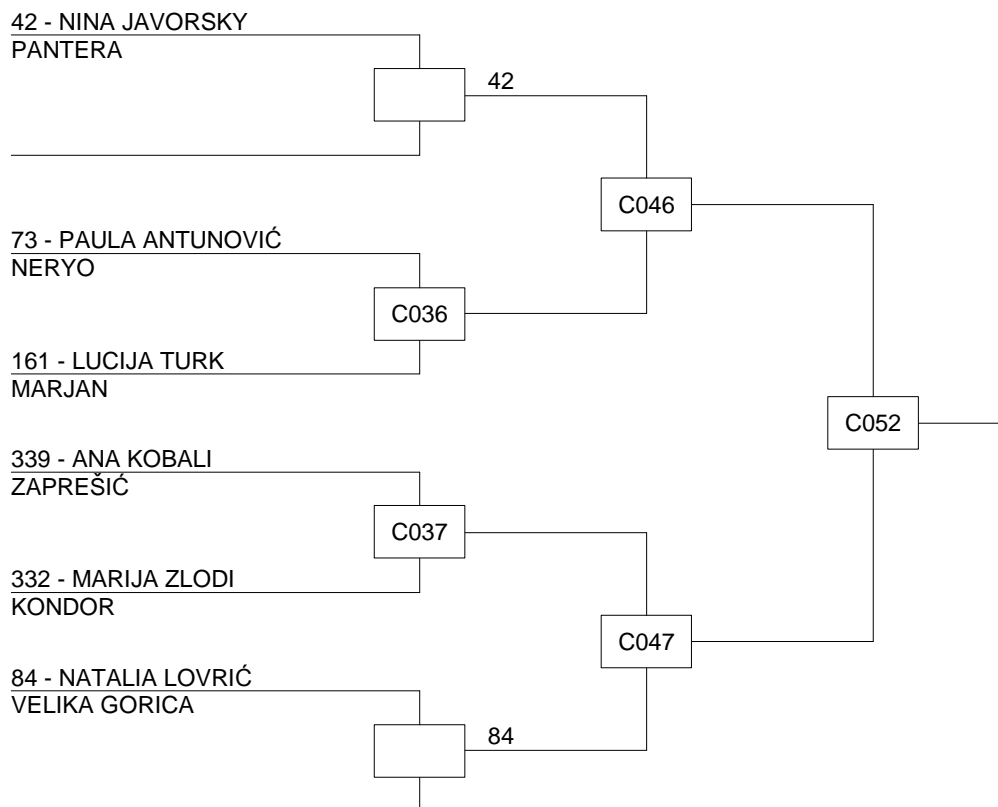 42 - NINA JAVORSKY
PANTERA
42
C046
73 - PAULA ANTUNOVIĆ
NERYO
C036
161 - LUCIJA TURK
MARJAN
C052
339 - ANA KOBALI
ZAPREŠIĆ
C037
332 - MARIJA ZLODI
KONDOR
C047
84 - NATALIA LOVRIĆ
VELIKA GORICA
84